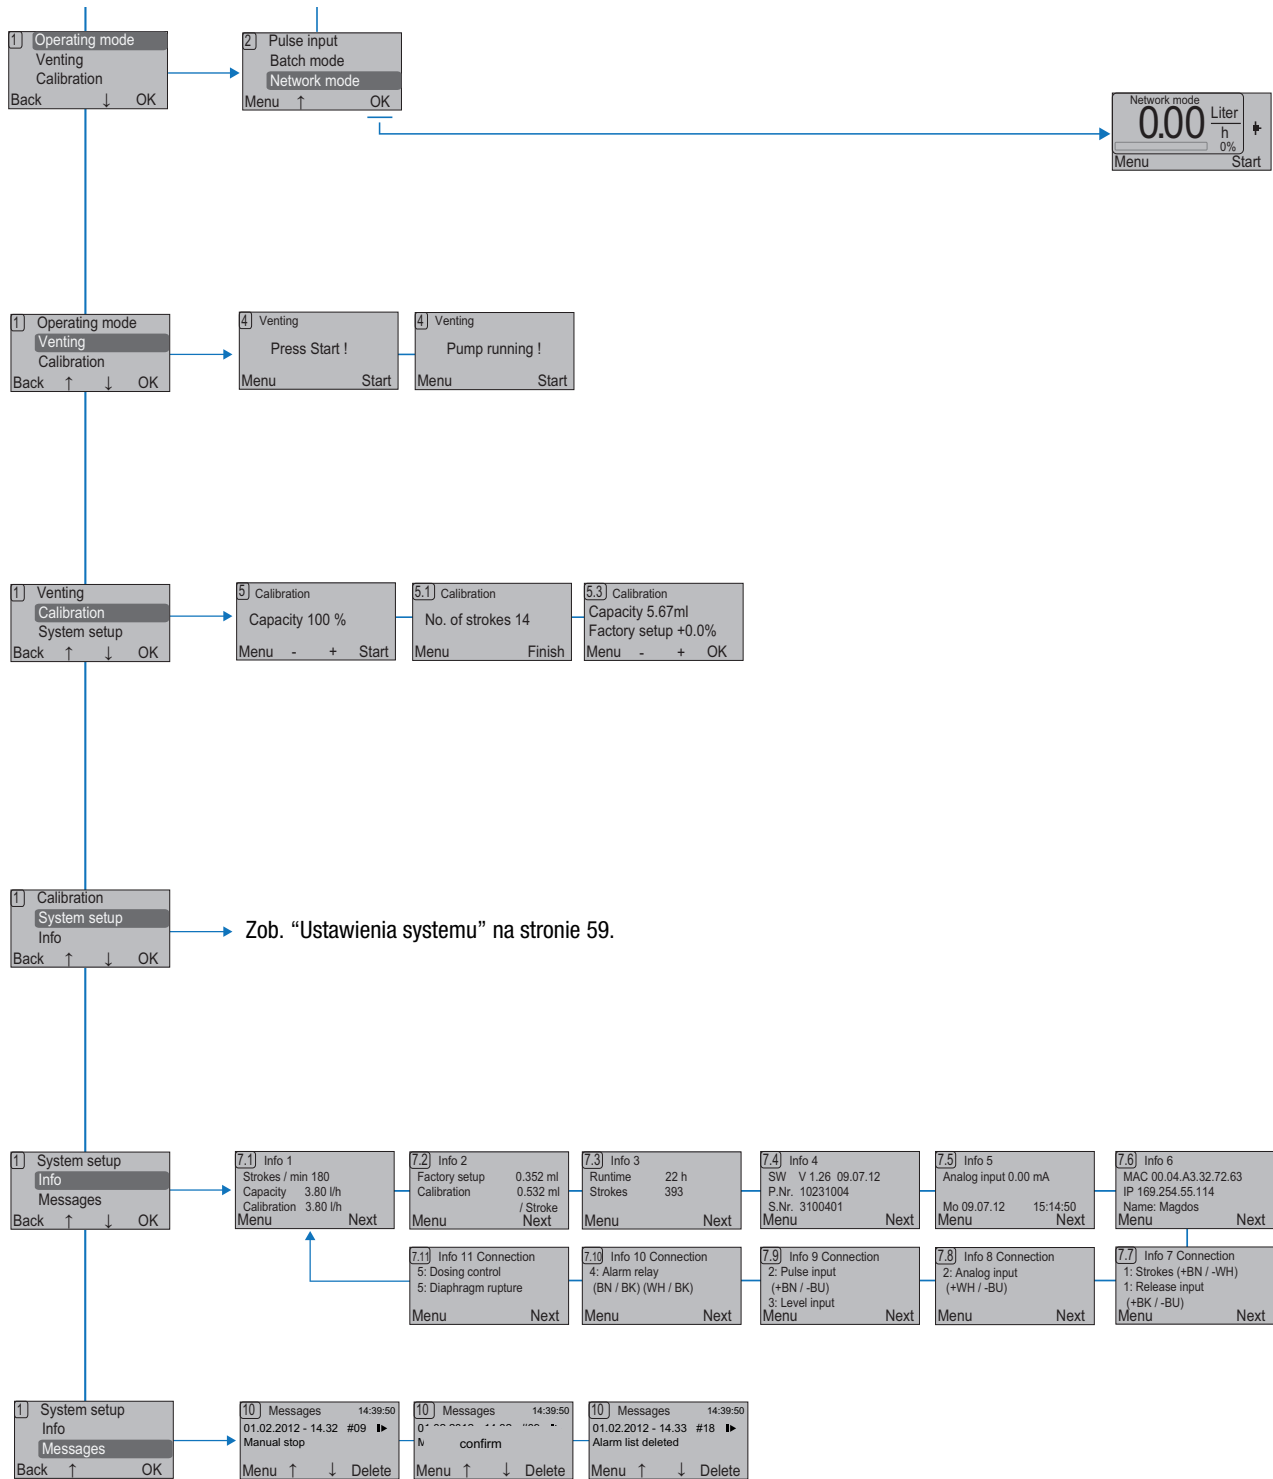 1 Operating mode
Venting
Calibration
Back ↓ OK
2 Pulse input
Batch mode
Network mode
Menu ↑ OK
Network mode
0.00 Liter
h
0%
Menu Start
1 Operating mode
Venting
Calibration
Back ↑ ↓ OK
4 Venting
Press Start !
Menu Start
4 Venting
Pump running !
Menu Start
1 Venting
Calibration
System setup
Back ↑ ↓ OK
5 Calibration
Capacity 100 %
Menu - + Start
5.1 Calibration
No. of strokes 14
Menu Finish
5.3 Calibration
Capacity 5.67ml
Factory setup +0.0%
Menu - + OK
1 Calibration
System setup
Info
Back ↑ ↓ OK
Zob. “Ustawienia systemu” na stronie 59.
1 System setup
Info
Messages
Back ↑ ↓ OK
7.1 Info 1
Strokes / min 180
Capacity 3.80 l/h
Calibration 3.80 l/h
Menu Next
7.2 Info 2
Factory setup 0.352 ml
Calibration 0.532 ml
/ Stroke
Menu Next
7.3 Info 3
Runtime 22 h
Strokes 393
Menu Next
7.4 Info 4
SW V 1.26 09.07.12
P.Nr. 10231004
S.Nr. 3100401
Menu Next
7.5 Info 5
Analog input 0.00 mA
Mo 09.07.12 15:14:50
Menu Next
7.6 Info 6
MAC 00.04.A3.32.72.63
IP 169.254.55.114
Name: Magdos
Menu Next
7.11 Info 11 Connection
5: Dosing control
5: Diaphragm rupture
Menu Next
7.10 Info 10 Connection
4: Alarm relay
(BN / BK) (WH / BK)
Menu Next
7.9 Info 9 Connection
2: Pulse input
(+BN / -BU)
3: Level input
Menu Next
7.8 Info 8 Connection
2: Analog input
(+WH / -BU)
Menu Next
7.7 Info 7 Connection
1: Strokes (+BN / -WH)
1: Release input
(+BK / -BU)
Menu Next
1 System setup
Info
Messages
Back ↑ OK
10 Messages 14:39:50
01.02.2012 - 14.32 #09
Manual stop
Menu ↑ ↓ Delete
10 Messages 14:39:50
confirm
Menu ↑ ↓ Delete
10 Messages 14:39:50
01.02.2012 - 14.33 #18
Alarm list deleted
Menu ↑ ↓ Delete